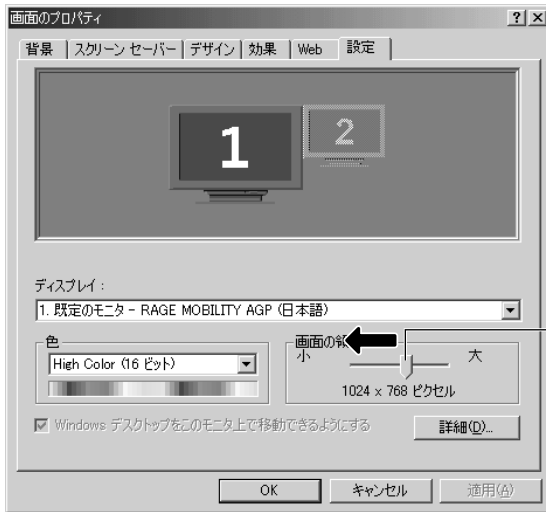 画面のプロパティ
? ×
背景 スクリーン セーバー デザイン 効果 Web 設定
1
2
ディスプレイ :
1. 既定のモニタ - RAGE MOBILITY AGP (日本語)
色
High Color (16 ビット)
画面の
小 大
1024 x 768 ピクセル
Windows デスクトップをこのモニタ上で移動できるようにする
詳細(D)...
OK キャンセル 適用(A)